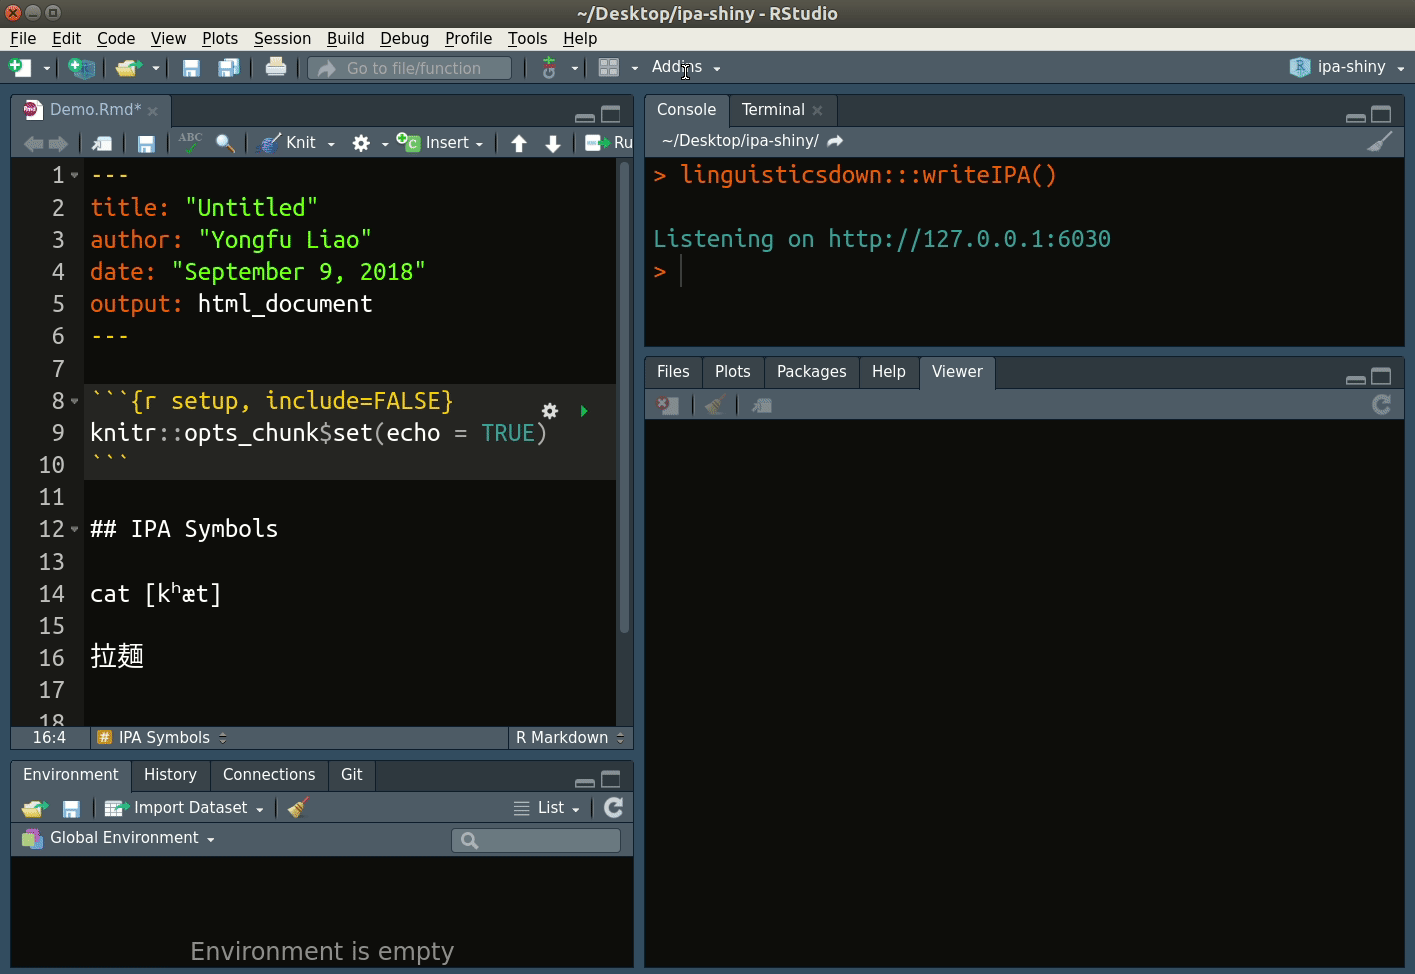 ~/Desktop/ipa-shiny - RStudio
File Edit Code View Plots Session Build Debug Profile Tools Help
Go to file/function
Addins
ipa-shiny
Demo.Rmd*
ABC
Knit
Insert
Ru
1 ---
2 title: "Untitled"
3 author: "Yongfu Liao"
4 date: "September 9, 2018"
5 output: html_document
6 ---
7
8 ```{r setup, include=FALSE}
9 knitr::opts_chunk$set(echo = TRUE)
10 ```
11
12 ## IPA Symbols
13
14 cat [kʰæt]
15
16 拉麵
17
18
16:4 # IPA Symbols R Markdown
Console Terminal
~/Desktop/ipa-shiny/
> linguisticsdown:::writeIPA()
Listening on http://127.0.0.1:6030
>
Files Plots Packages Help Viewer
Environment History Connections Git
Import Dataset List
Global Environment
Environment is empty